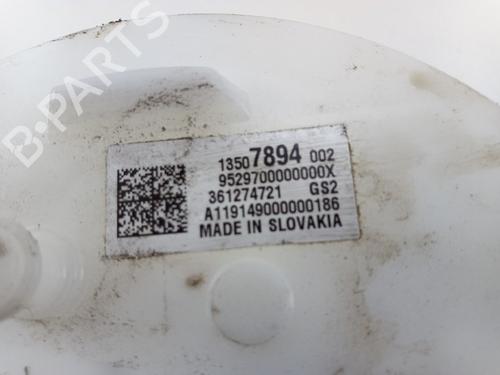 B-PARTS
13507894 002
9529700000000X
361274721 GS2
A119149000000186
MADE IN SLOVAKIA